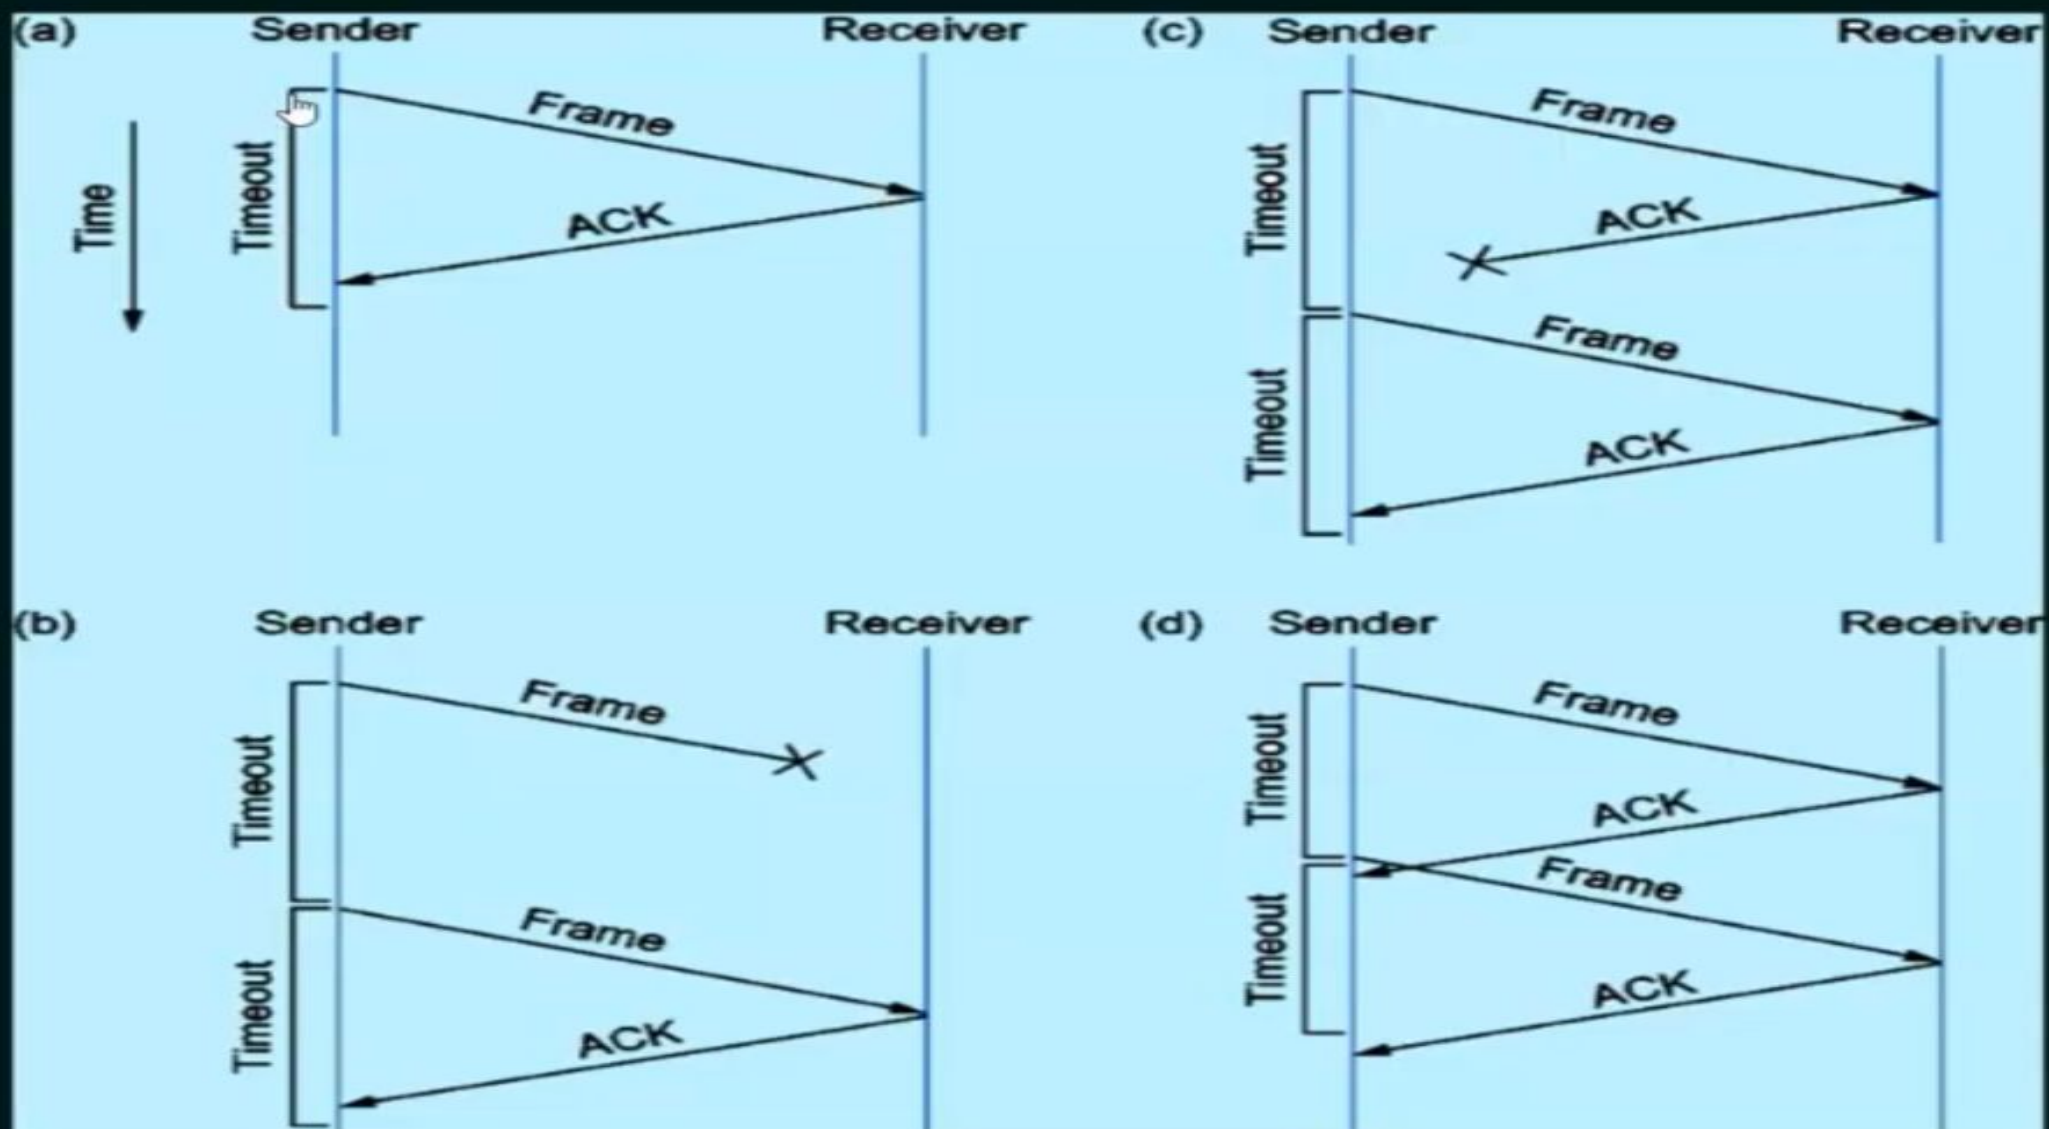 (a) Sender Receiver
Frame
Time
Timeout
ACK
(c) Sender Receiver
Frame
Timeout
ACK
Frame
Timeout
ACK
(b) Sender Receiver
Frame
Timeout
Frame
Timeout
ACK
(d) Sender Receiver
Frame
Timeout
ACK
Frame
Timeout
ACK